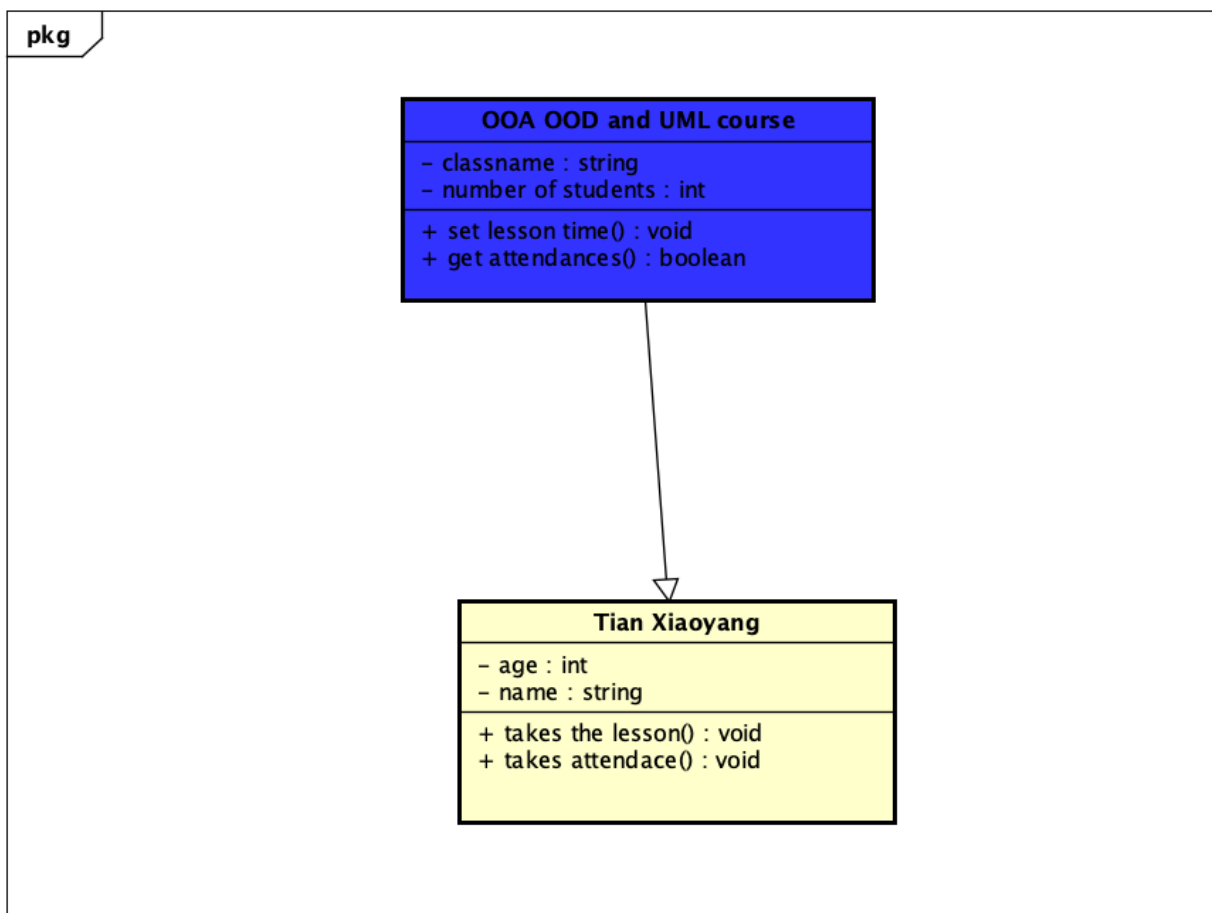 pkg
OOA OOD and UML course
– classname : string
– number of students : int
+ set lesson time() : void
+ get attendances() : boolean
Tian Xiaoyang
– age : int
– name : string
+ takes the lesson() : void
+ takes attendace() : void